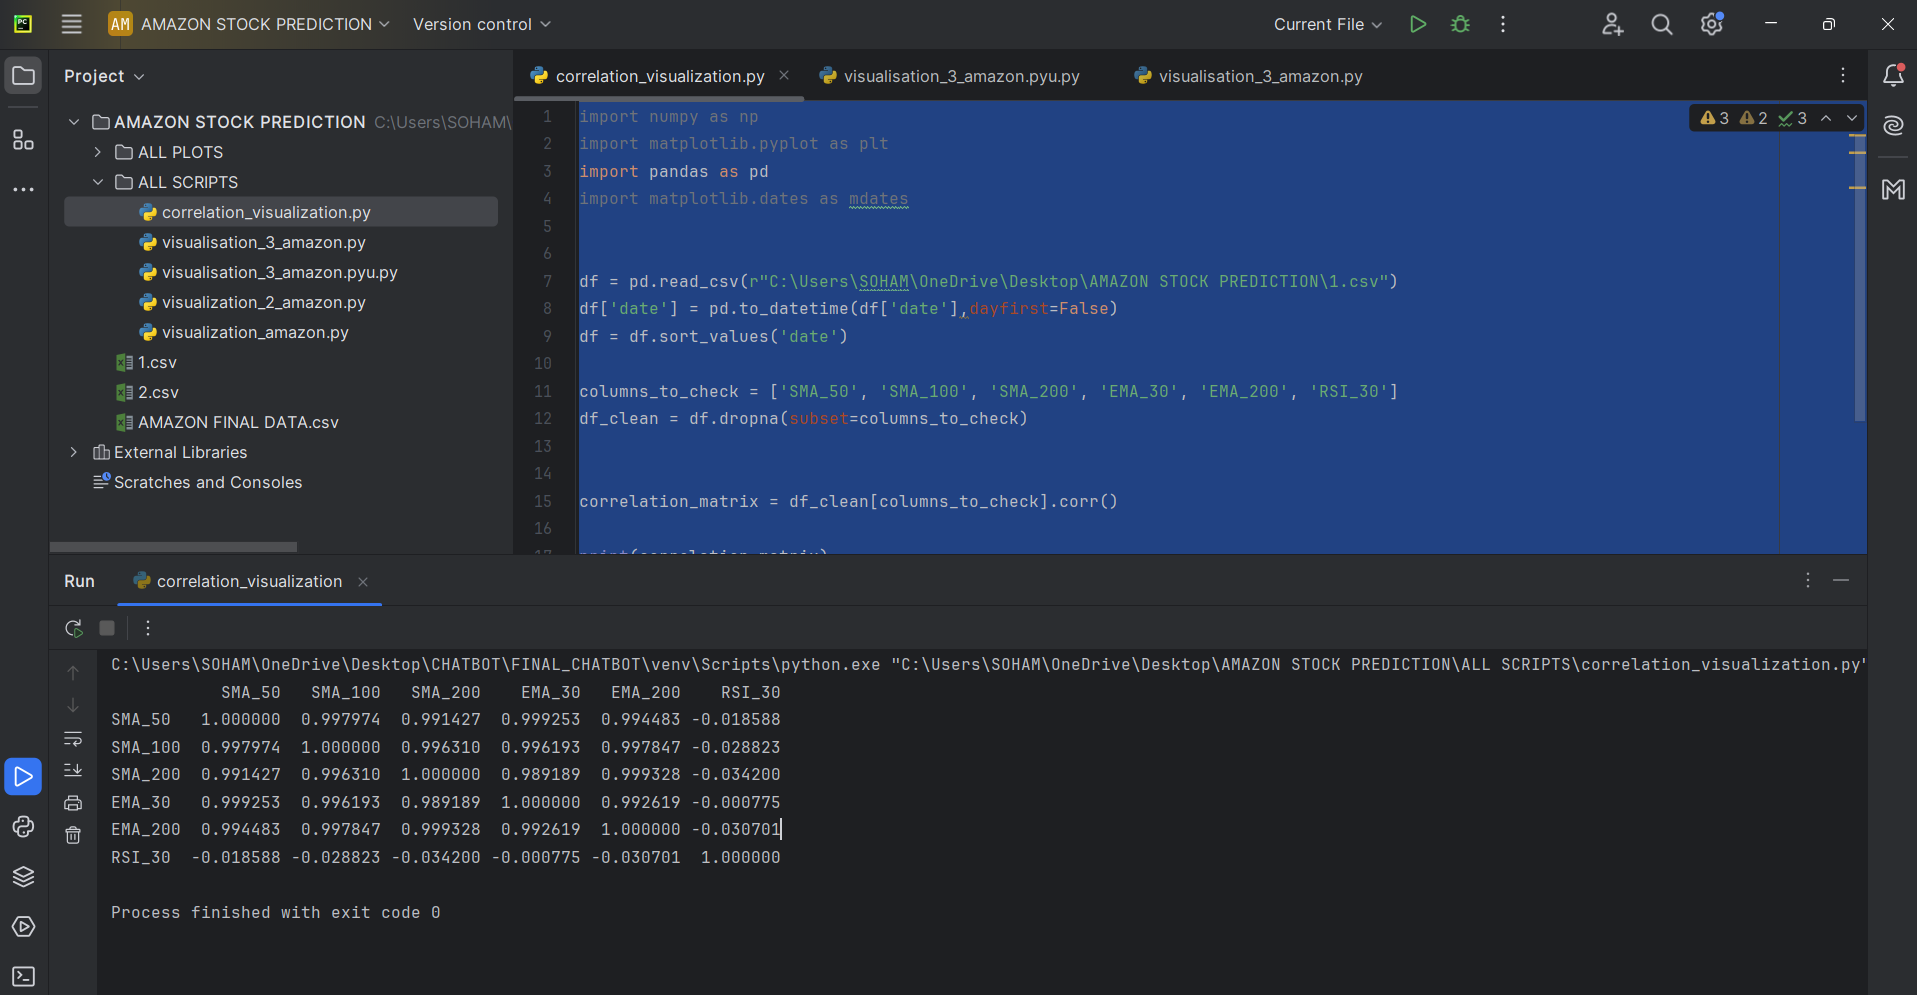 PC
AM AMAZON STOCK PREDICTION Version control Current File
Project
AMAZON STOCK PREDICTION C:\Users\SOHAM\
ALL PLOTS
ALL SCRIPTS
correlation_visualization.py
visualisation_3_amazon.py
visualisation_3_amazon.pyu.py
visualization_2_amazon.py
visualization_amazon.py
1.csv
2.csv
AMAZON FINAL DATA.csv
External Libraries
Scratches and Consoles
correlation_visualization.py visualisation_3_amazon.pyu.py visualisation_3_amazon.py
3 2 3
1 import numpy as np
2 import matplotlib.pyplot as plt
3 import pandas as pd
4 import matplotlib.dates as mdates
5
6
7 df = pd.read_csv(r"C:\Users\SOHAM\OneDrive\Desktop\AMAZON STOCK PREDICTION\1.csv")
8 df['date'] = pd.to_datetime(df['date'],dayfirst=False)
9 df = df.sort_values('date')
10
11 columns_to_check = ['SMA_50', 'SMA_100', 'SMA_200', 'EMA_30', 'EMA_200', 'RSI_30']
12 df_clean = df.dropna(subset=columns_to_check)
13
14
15 correlation_matrix = df_clean[columns_to_check].corr()
16
17 print(correlation_matrix)
Run correlation_visualization
C:\Users\SOHAM\OneDrive\Desktop\CHATBOT\FINAL_CHATBOT\venv\Scripts\python.exe "C:\Users\SOHAM\OneDrive\Desktop\AMAZON STOCK PREDICTION\ALL SCRIPTS\correlation_visualization.py"
SMA_50 SMA_100 SMA_200 EMA_30 EMA_200 RSI_30
SMA_50 1.000000 0.997974 0.991427 0.999253 0.994483 -0.018588
SMA_100 0.997974 1.000000 0.996310 0.996193 0.997847 -0.028823
SMA_200 0.991427 0.996310 1.000000 0.989189 0.999328 -0.034200
EMA_30 0.999253 0.996193 0.989189 1.000000 0.992619 -0.000775
EMA_200 0.994483 0.997847 0.999328 0.992619 1.000000 -0.030701
RSI_30 -0.018588 -0.028823 -0.034200 -0.000775 -0.030701 1.000000
Process finished with exit code 0